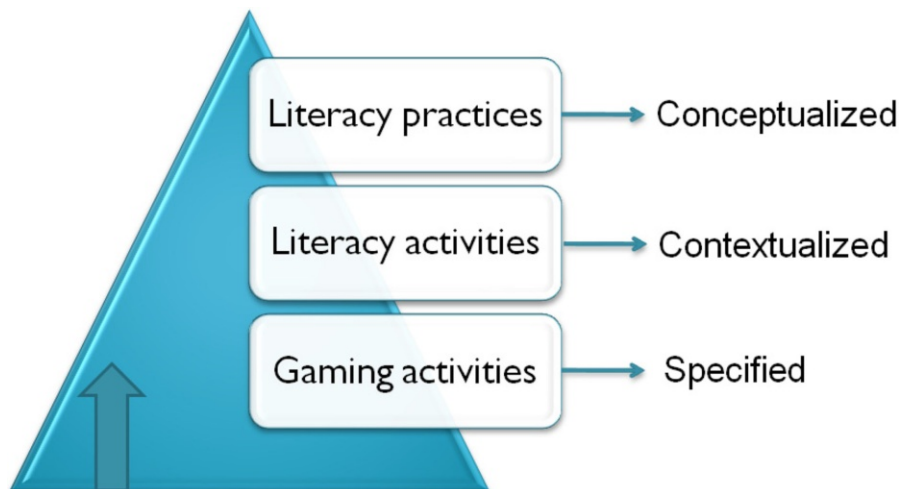 Literacy practices
Conceptualized
Literacy activities
Contextualized
Gaming activities
Specified